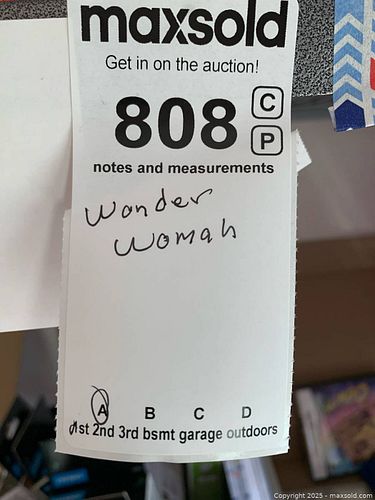 maxsold
Get in on the auction!
808 C
P
notes and measurements
Wonder
Woman
A B C D
1st 2nd 3rd bsmt garage outdoors
Copyright 2025 - maxsold.com